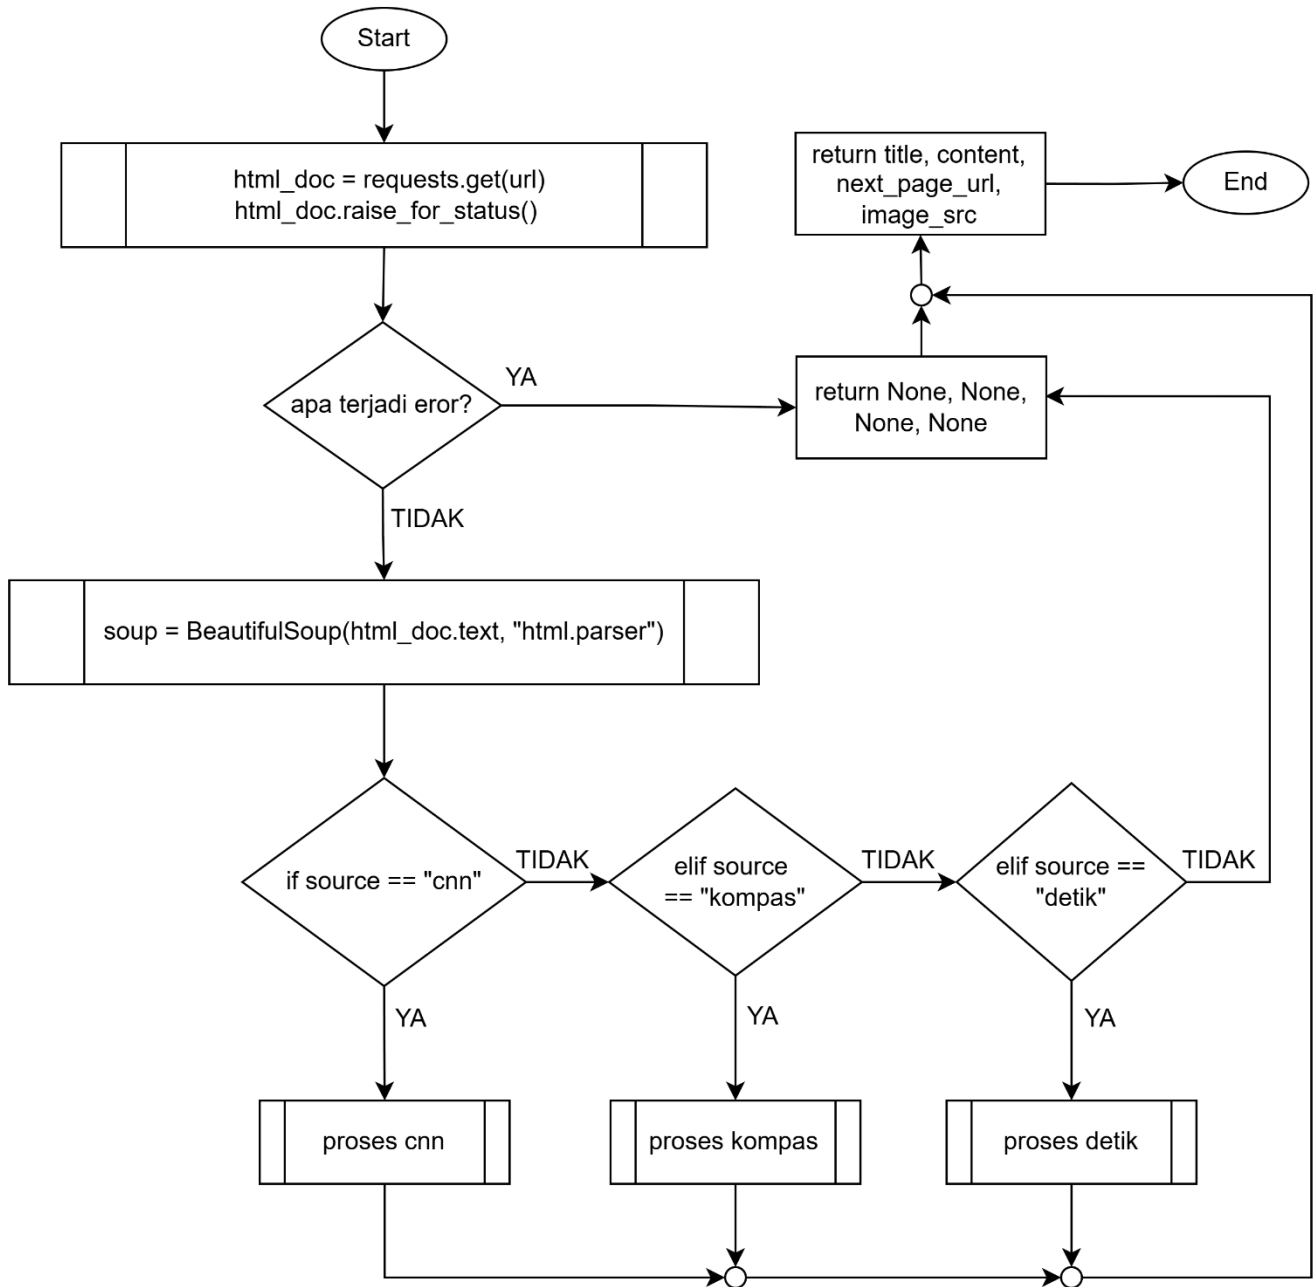 Start
html_doc = requests.get(url)
html_doc.raise_for_status()
return title, content,
next_page_url,
image_src
End
apa terjadi eror?
YA
return None, None,
None, None
TIDAK
soup = BeautifulSoup(html_doc.text, "html.parser")
if source == "cnn"
TIDAK
elif source
== "kompas"
TIDAK
elif source ==
"detik"
TIDAK
YA
YA
YA
proses cnn
proses kompas
proses detik